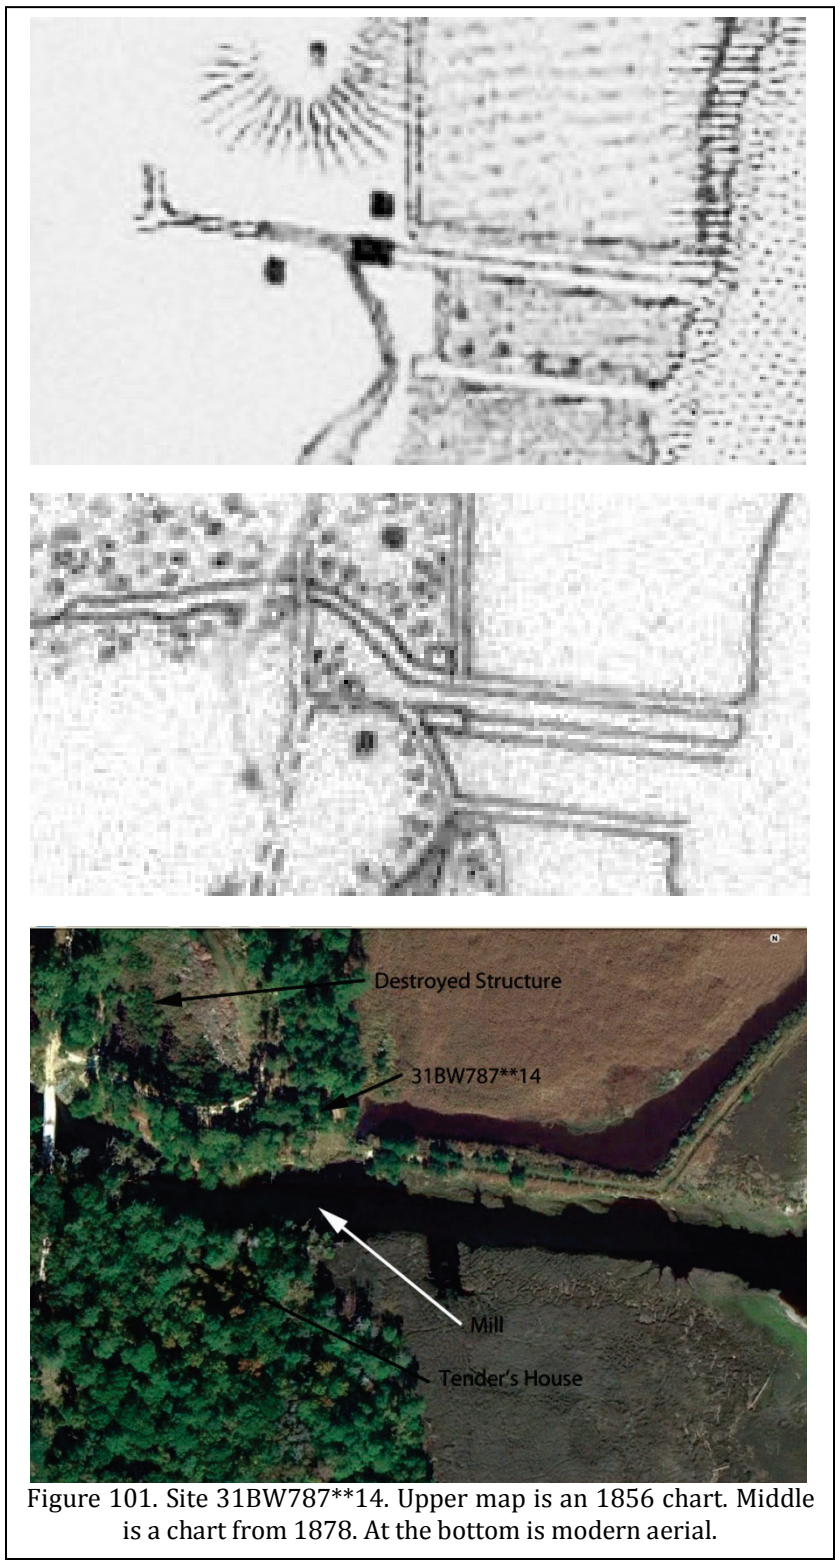 N
Destroyed Structure
31BW787**14
Mill
Tender's House
Figure 101. Site 31BW787**14. Upper map is an 1856 chart. Middle
is a chart from 1878. At the bottom is modern aerial.